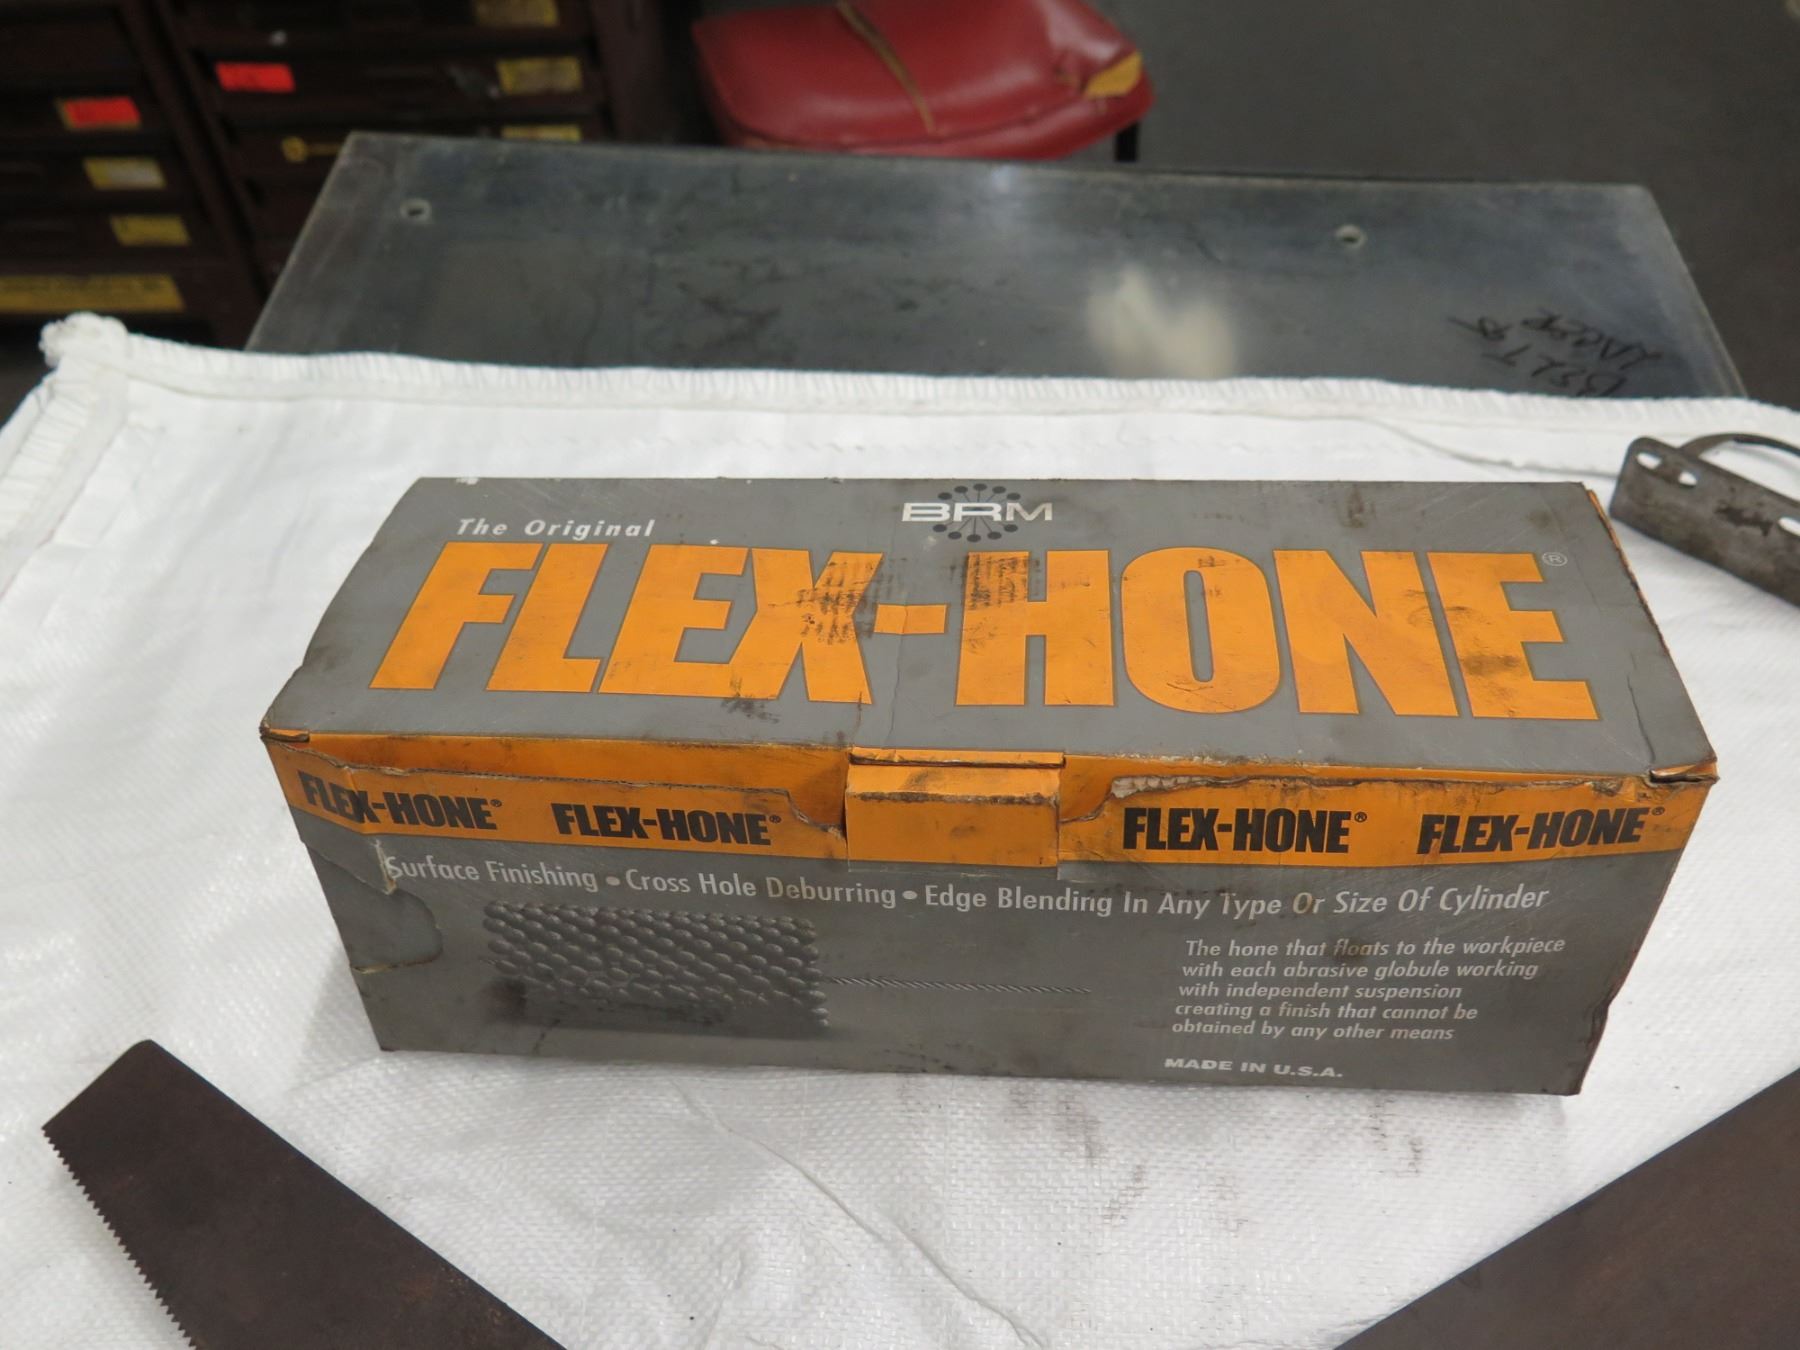 BRM
The Original
FLEX-HONE®
FLEX-HONE® FLEX-HONE® FLEX-HONE® FLEX-HONE®
Surface Finishing • Cross Hole Deburring • Edge Blending In Any Type Or Size Of Cylinder
The hone that floats to the workpiece
with each abrasive globule working
with independent suspension
creating a finish that cannot be
obtained by any other means
MADE IN U.S.A.